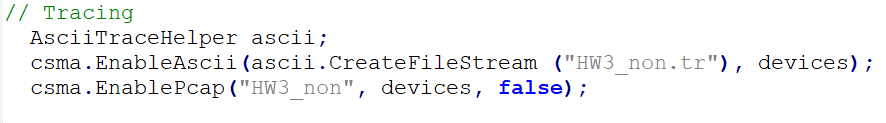 // Tracing
AsciiTraceHelper ascii;
csma.EnableAscii(ascii.CreateFileStream ("HW3_non.tr"), devices);
csma.EnablePcap("HW3_non", devices, false);